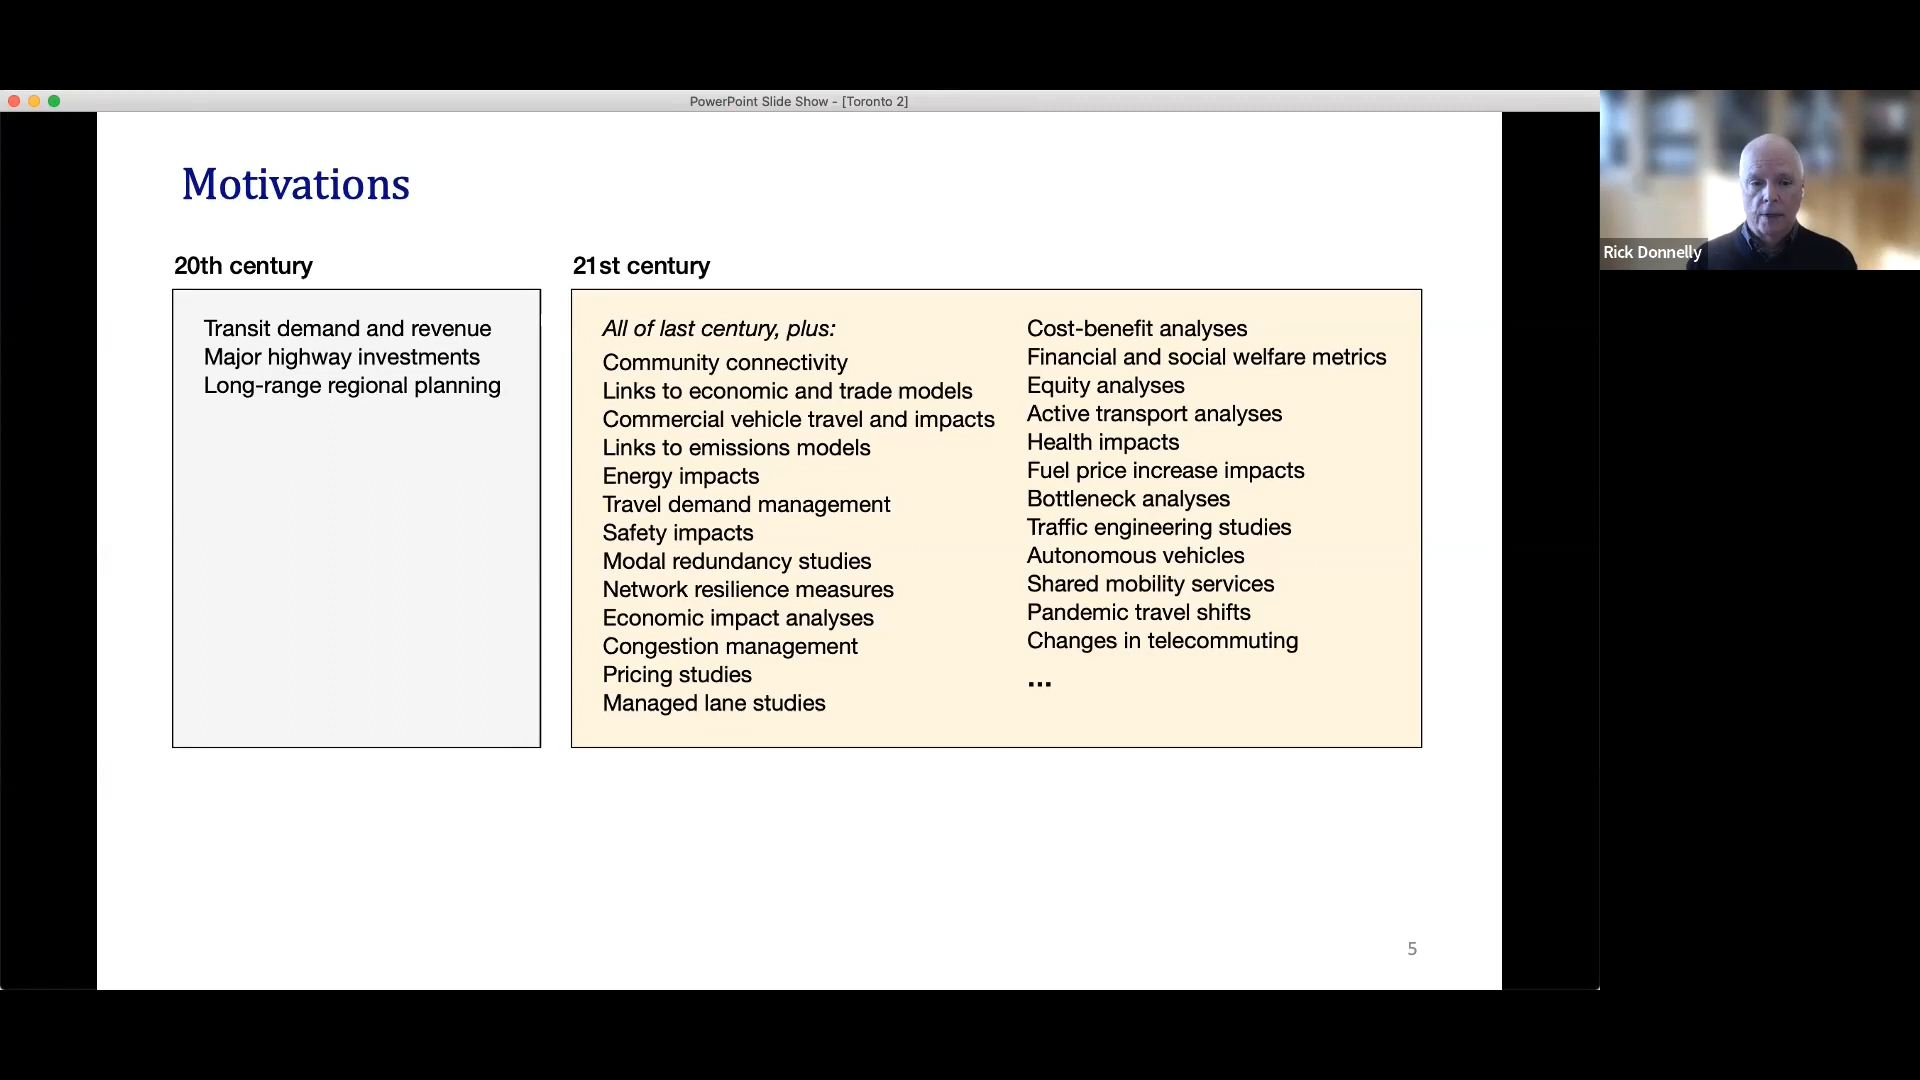 PowerPoint Slide Show - [Toronto 2]
Motivations
20th century
Transit demand and revenue
Major highway investments
Long-range regional planning
21st century
All of last century, plus:
Community connectivity
Links to economic and trade models
Commercial vehicle travel and impacts
Links to emissions models
Energy impacts
Travel demand management
Safety impacts
Modal redundancy studies
Network resilience measures
Economic impact analyses
Congestion management
Pricing studies
Managed lane studies
Cost-benefit analyses
Financial and social welfare metrics
Equity analyses
Active transport analyses
Health impacts
Fuel price increase impacts
Bottleneck analyses
Traffic engineering studies
Autonomous vehicles
Shared mobility services
Pandemic travel shifts
Changes in telecommuting
...
5
Rick Donnelly